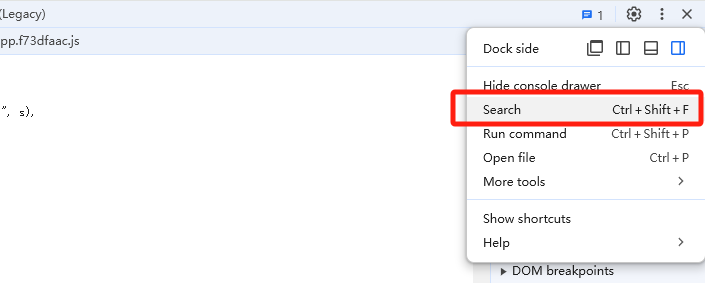 (Legacy)
1
pp.f73dfaac.js
", s),
Dock side
Hide console drawer Esc
Search Ctrl + Shift + F
Run command Ctrl + Shift + P
Open file Ctrl + P
More tools
Show shortcuts
Help
DOM breakpoints